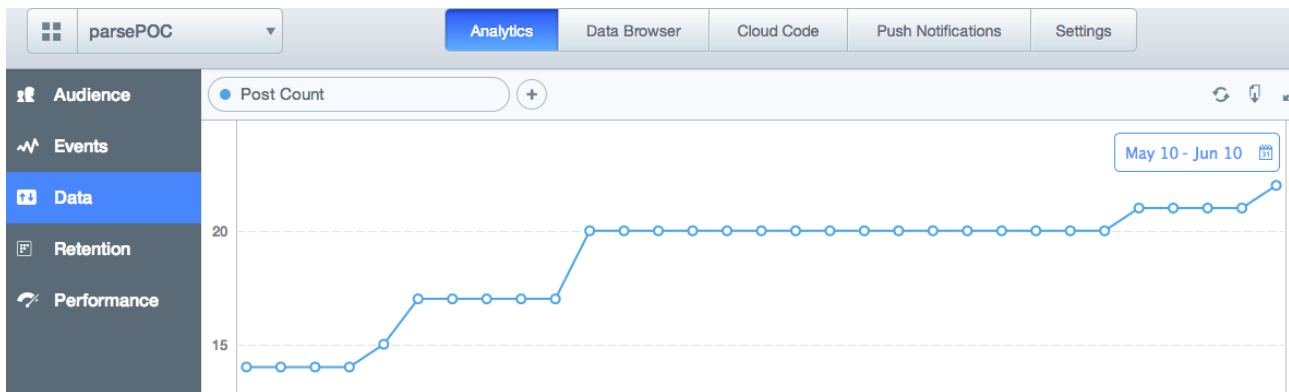 parsePOC
Analytics
Data Browser
Cloud Code
Push Notifications
Settings
Audience
Post Count
+
Events
May 10 - Jun 10
31
Data
20
Retention
Performance
15